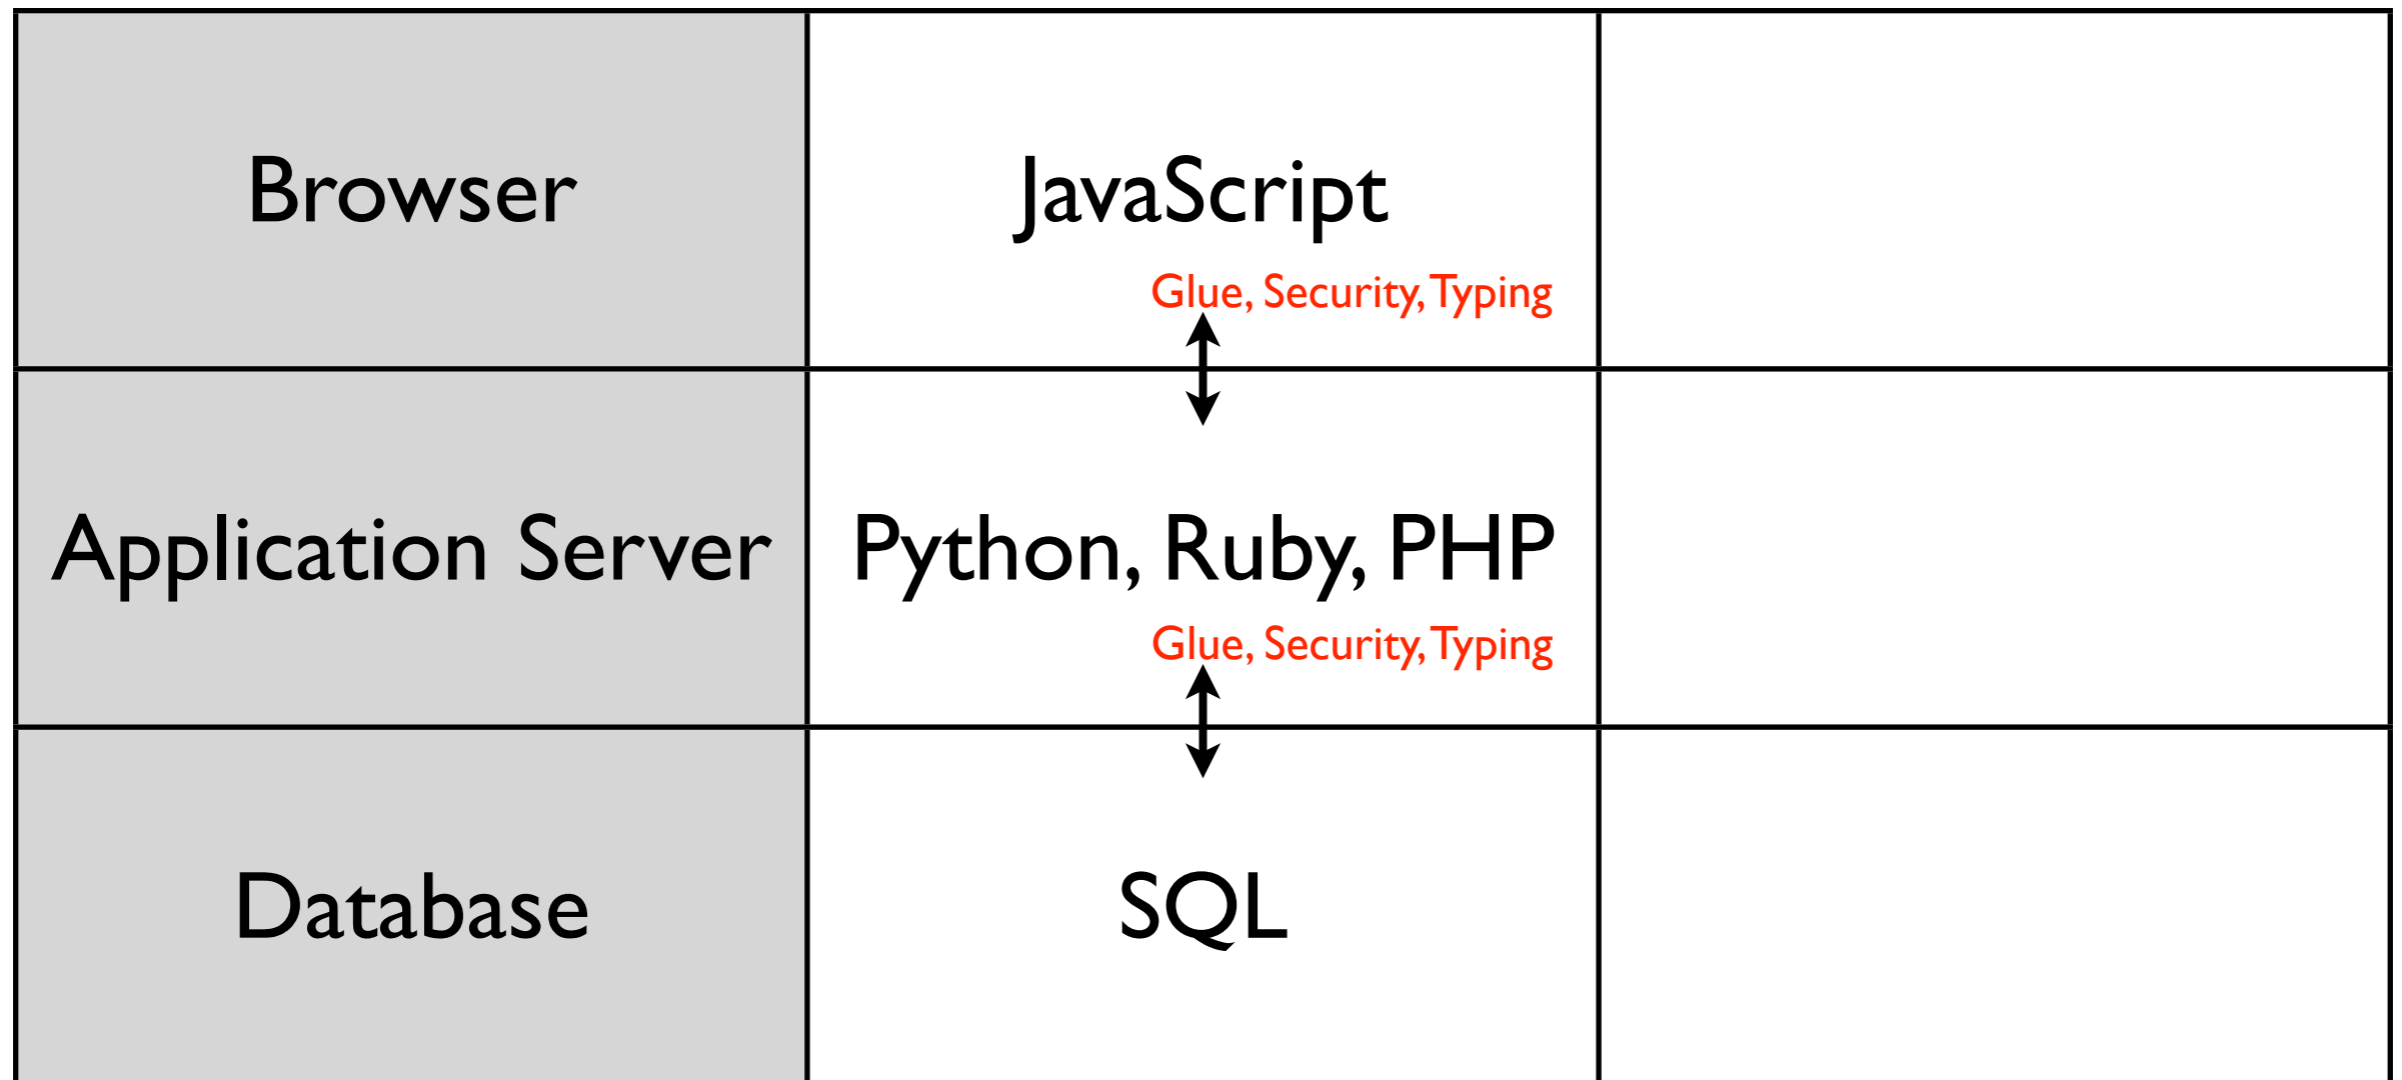 Browser
JavaScript
Glue, Security, Typing
Application Server
Python, Ruby, PHP
Glue, Security, Typing
Database
SQL